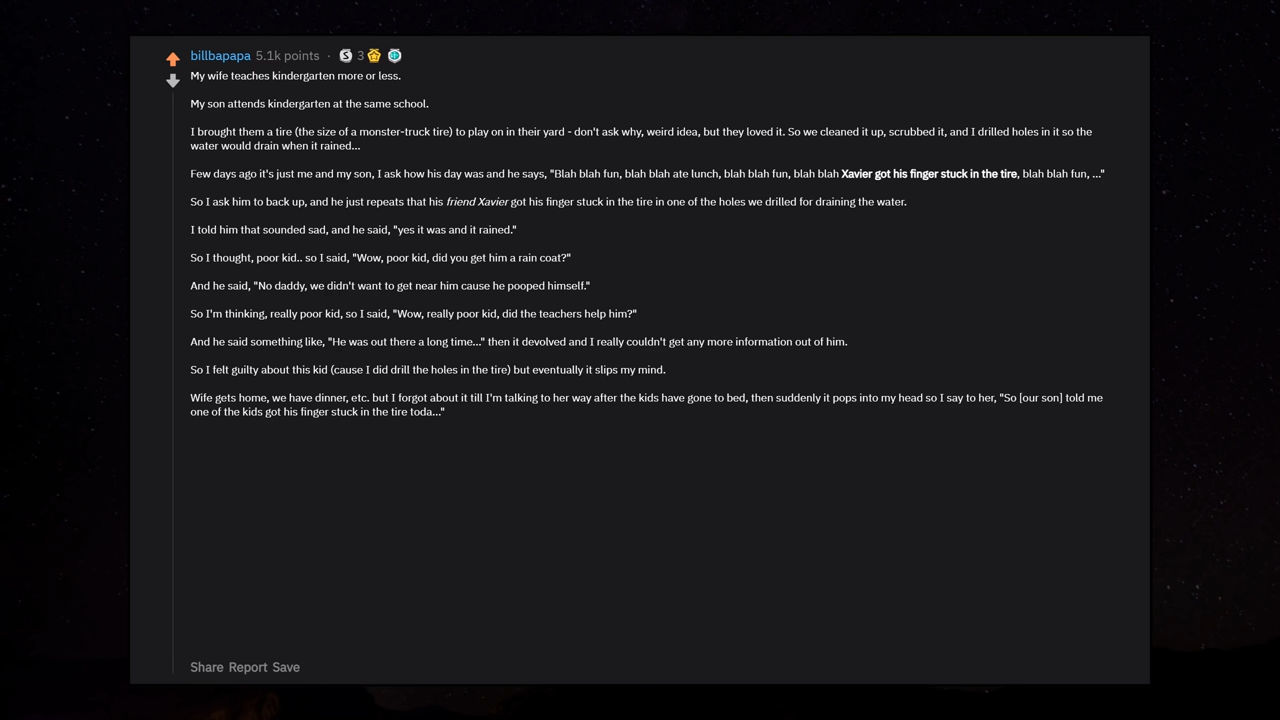 billbapapa 5.1k points · S 3
My wife teaches kindergarten more or less.
My son attends kindergarten at the same school.
I brought them a tire (the size of a monster-truck tire) to play on in their yard - don't ask why, weird idea, but they loved it. So we cleaned it up, scrubbed it, and I drilled holes in it so the
water would drain when it rained...
Few days ago it's just me and my son, I ask how his day was and he says, "Blah blah fun, blah blah ate lunch, blah blah fun, blah blah Xavier got his finger stuck in the tire, blah blah fun, ..."
So I ask him to back up, and he just repeats that his friend Xavier got his finger stuck in the tire in one of the holes we drilled for draining the water.
I told him that sounded sad, and he said, "yes it was and it rained."
So I thought, poor kid.. so I said, "Wow, poor kid, did you get him a rain coat?"
And he said, "No daddy, we didn't want to get near him cause he pooped himself."
So I'm thinking, really poor kid, so I said, "Wow, really poor kid, did the teachers help him?"
And he said something like, "He was out there a long time..." then it devolved and I really couldn't get any more information out of him.
So I felt guilty about this kid (cause I did drill the holes in the tire) but eventually it slips my mind.
Wife gets home, we have dinner, etc. but I forgot about it till I'm talking to her way after the kids have gone to bed, then suddenly it pops into my head so I say to her, "So [our son] told me
one of the kids got his finger stuck in the tire toda..."
Share Report Save